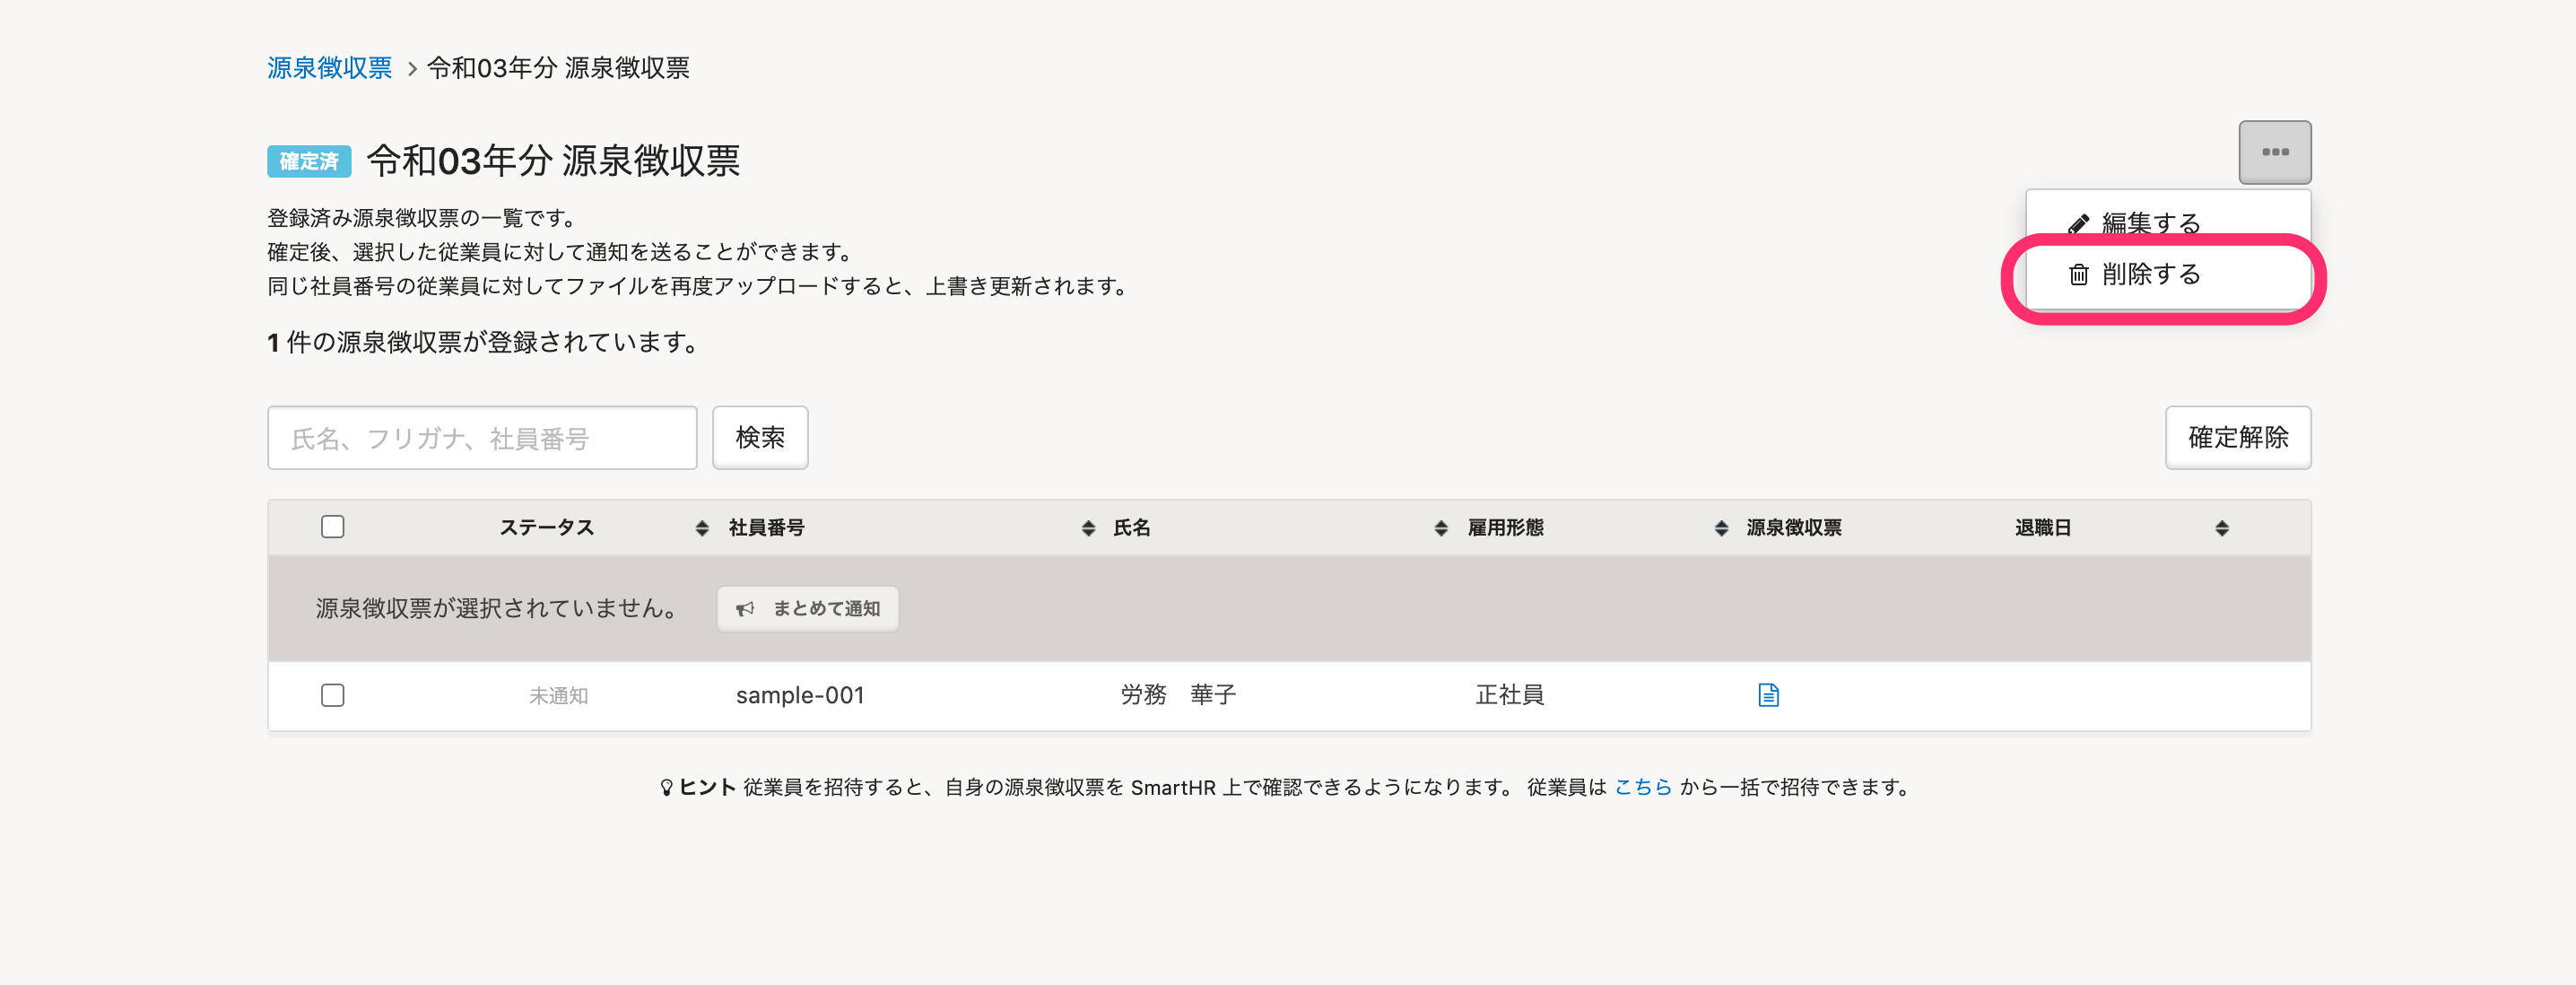 源泉徴収票 > 令和03年分 源泉徴収票
確定済 令和03年分 源泉徴収票
編集する
削除する
登録済み源泉徴収票の一覧です。
確定後、選択した従業員に対して通知を送ることができます。
同じ社員番号の従業員に対してファイルを再度アップロードすると、上書き更新されます。
1 件の源泉徴収票が登録されています。
氏名、フリガナ、社員番号 検索 確定解除
ステータス 社員番号 氏名 雇用形態 源泉徴収票 退職日
源泉徴収票が選択されていません。 まとめて通知
未通知 sample-001 労務　華子 正社員
ヒント 従業員を招待すると、自身の源泉徴収票を SmartHR 上で確認できるようになります。 従業員は こちら から一括で招待できます。